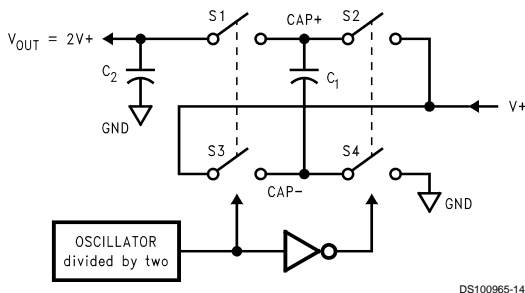 S1
CAP+
S2
V_OUT = 2V+
C2
C1
GND
V+
S3
S4
CAP-
GND
OSCILLATOR
divided by two
DS100965-14